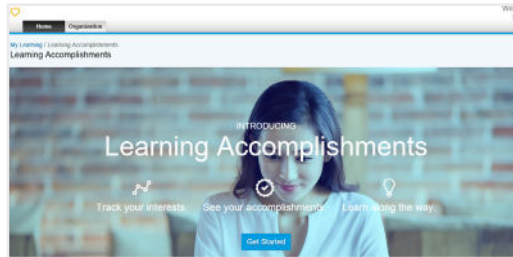 We
Home Organization
My Learning / Learning Accomplishments
Learning Accomplishments
INTRODUCING
Learning Accomplishments
Track your interests. See your accomplishments. Learn along the way.
Get Started